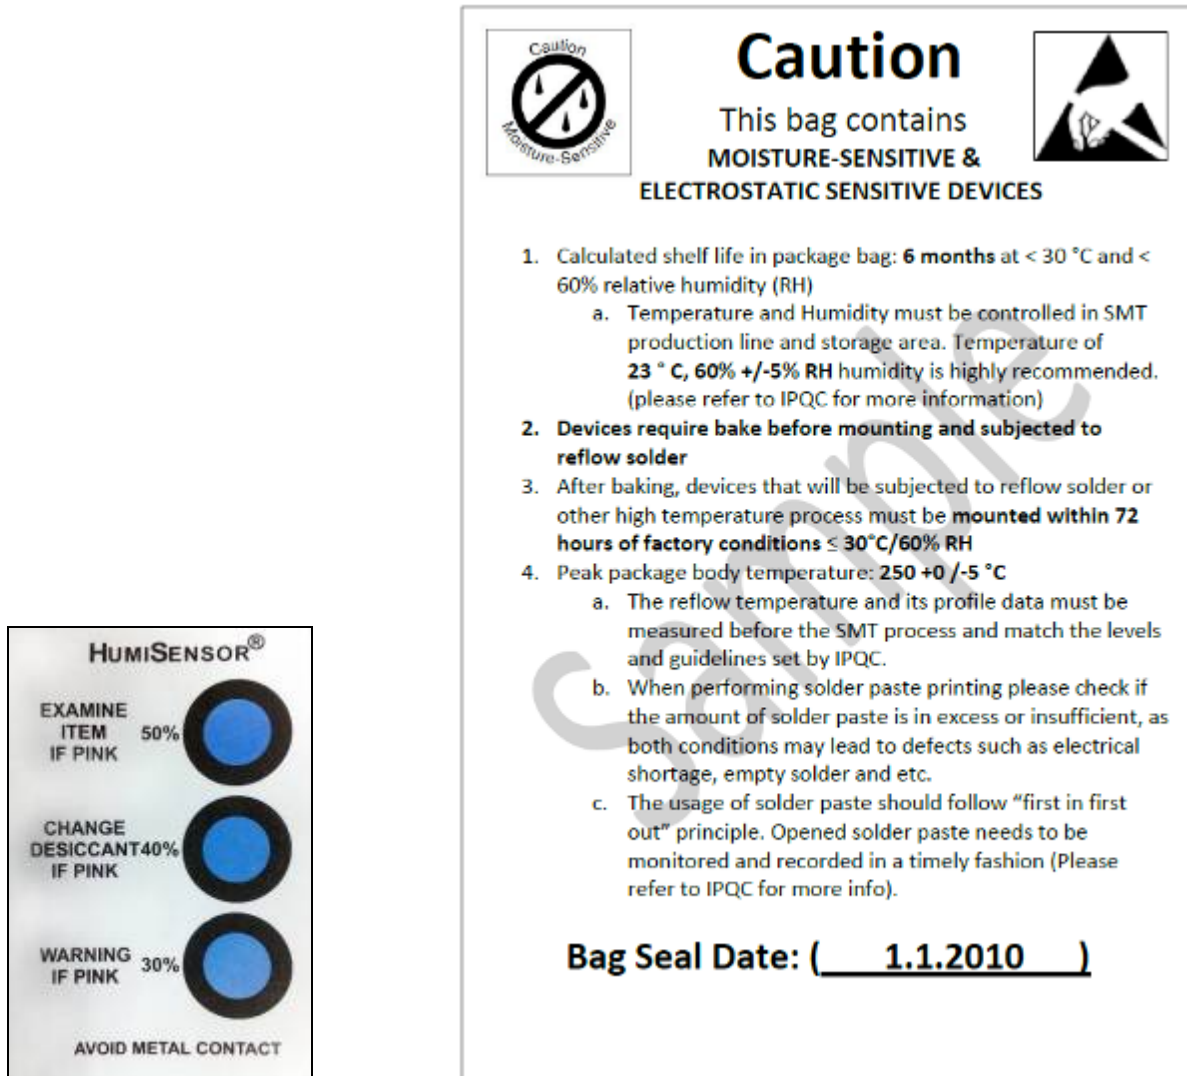 Caution
Moisture-Sensitive
Caution
This bag contains
MOISTURE-SENSITIVE &
ELECTROSTATIC SENSITIVE DEVICES
1. Calculated shelf life in package bag: 6 months at < 30 °C and <
60% relative humidity (RH)
a. Temperature and Humidity must be controlled in SMT
production line and storage area. Temperature of
23 ° C, 60% +/-5% RH humidity is highly recommended.
(please refer to IPQC for more information)
2. Devices require bake before mounting and subjected to
reflow solder
3. After baking, devices that will be subjected to reflow solder or
other high temperature process must be mounted within 72
hours of factory conditions ≤ 30°C/60% RH
4. Peak package body temperature: 250 +0 /-5 °C
a. The reflow temperature and its profile data must be
measured before the SMT process and match the levels
and guidelines set by IPQC.
b. When performing solder paste printing please check if
the amount of solder paste is in excess or insufficient, as
both conditions may lead to defects such as electrical
shortage, empty solder and etc.
c. The usage of solder paste should follow “first in first
out” principle. Opened solder paste needs to be
monitored and recorded in a timely fashion (Please
refer to IPQC for more info).
Bag Seal Date: ( 1.1.2010 )
Sample
HUMISENSOR®
EXAMINE
ITEM 50%
IF PINK
CHANGE
DESICCANT40%
IF PINK
WARNING 30%
IF PINK
AVOID METAL CONTACT